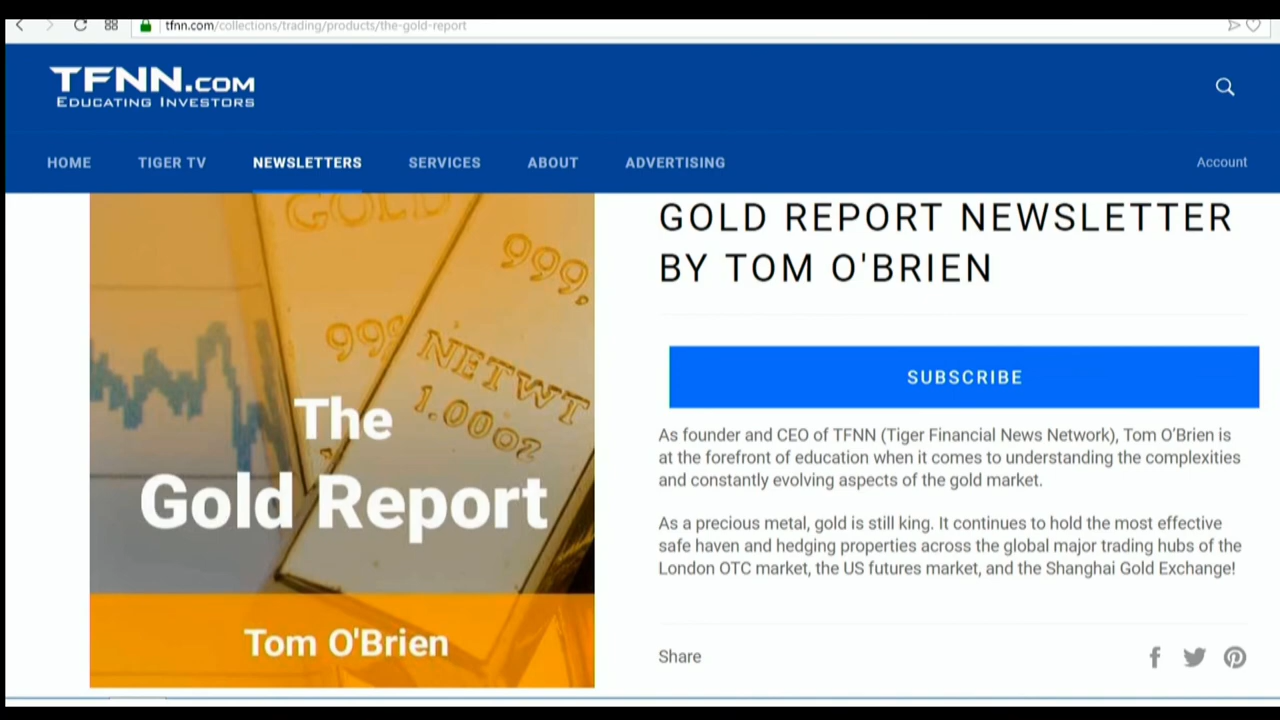 tfnn.com/collections/trading/products/the-gold-report
TFNN.COM
EDUCATING INVESTORS
HOME TIGER TV NEWSLETTERS SERVICES ABOUT ADVERTISING Account
GOLD
999,
999
NETWT
1.00OZ
The
Gold Report
Tom O'Brien
GOLD REPORT NEWSLETTER
BY TOM O'BRIEN
SUBSCRIBE
As founder and CEO of TFNN (Tiger Financial News Network), Tom O’Brien is
at the forefront of education when it comes to understanding the complexities
and constantly evolving aspects of the gold market.
As a precious metal, gold is still king. It continues to hold the most effective
safe haven and hedging properties across the global major trading hubs of the
London OTC market, the US futures market, and the Shanghai Gold Exchange!
Share